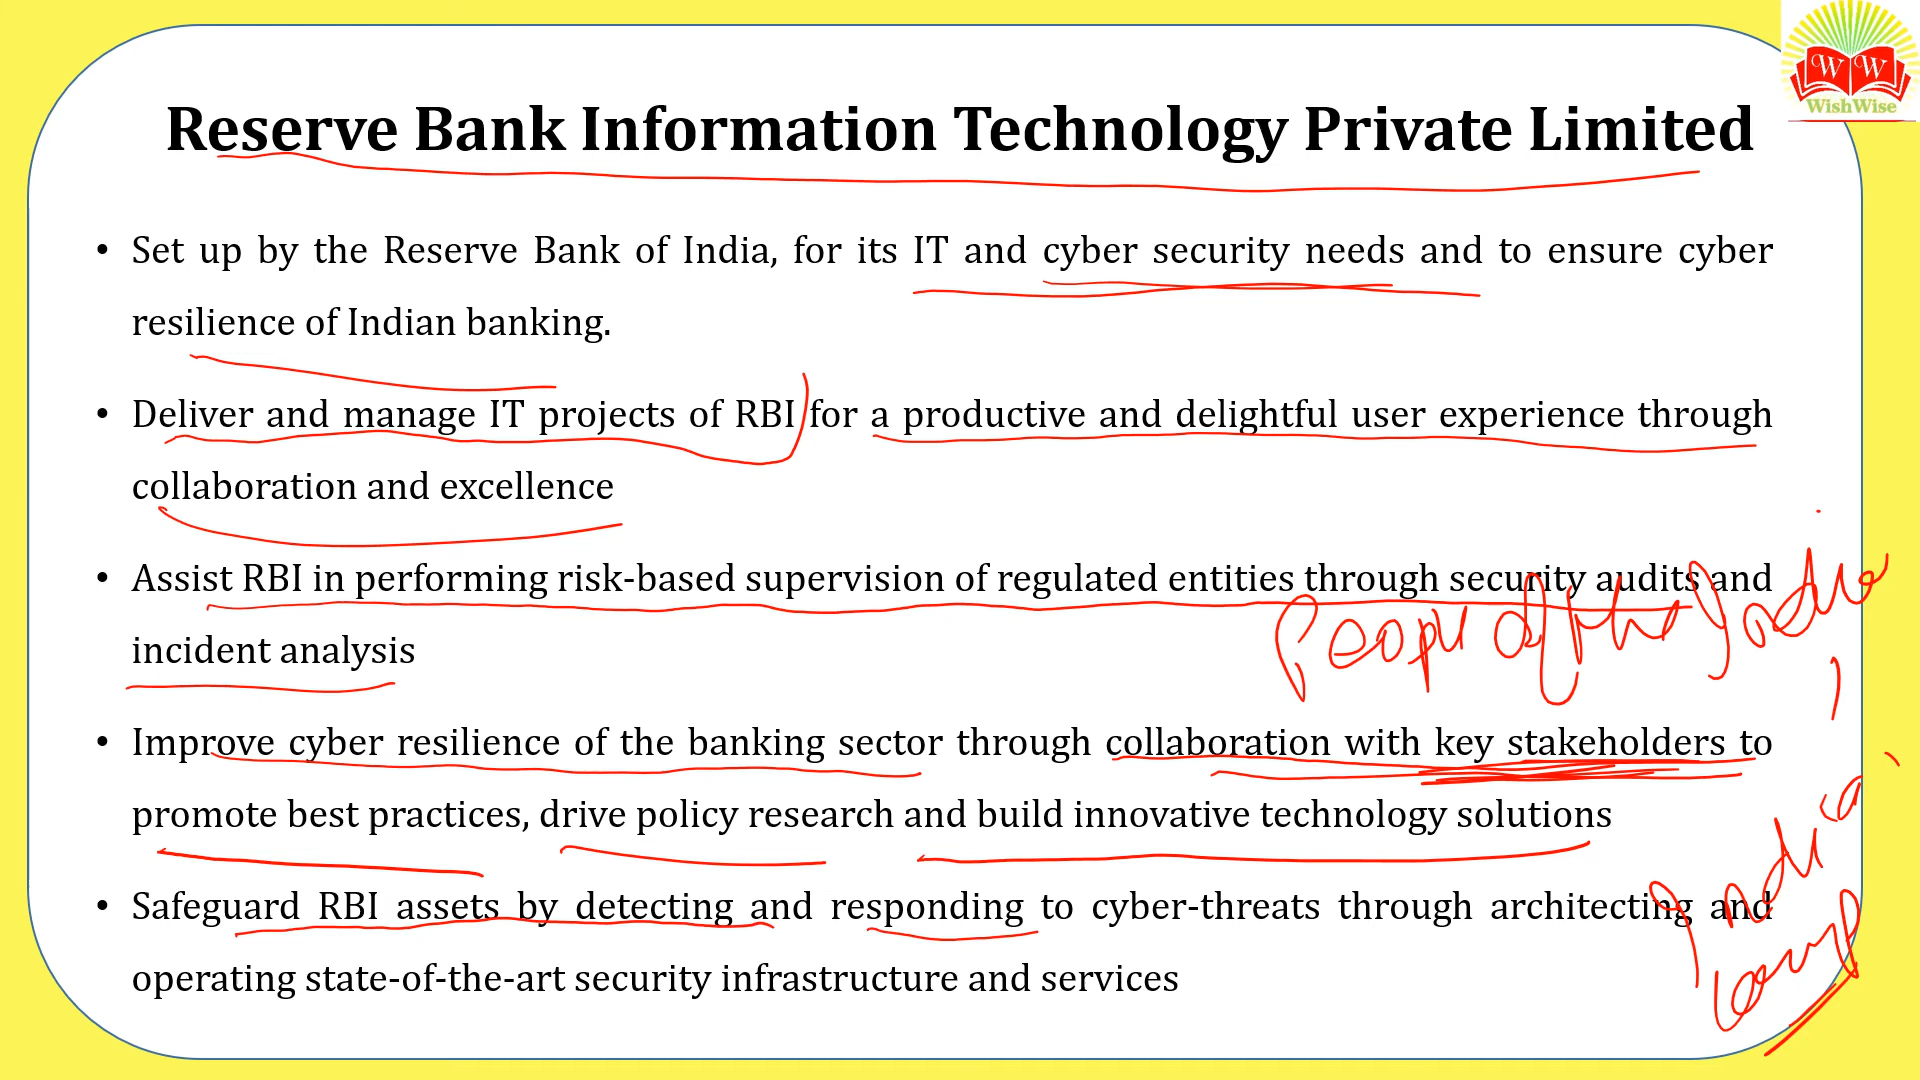 W W
WishWise
Reserve Bank Information Technology Private Limited
• Set up by the Reserve Bank of India, for its IT and cyber security needs and to ensure cyber
resilience of Indian banking.
• Deliver and manage IT projects of RBI for a productive and delightful user experience through
collaboration and excellence
• Assist RBI in performing risk-based supervision of regulated entities through security audits and
incident analysis
People of the India
• Improve cyber resilience of the banking sector through collaboration with key stakeholders to
promote best practices, drive policy research and build innovative technology solutions
India
• Safeguard RBI assets by detecting and responding to cyber-threats through architecting and
operating state-of-the-art security infrastructure and services